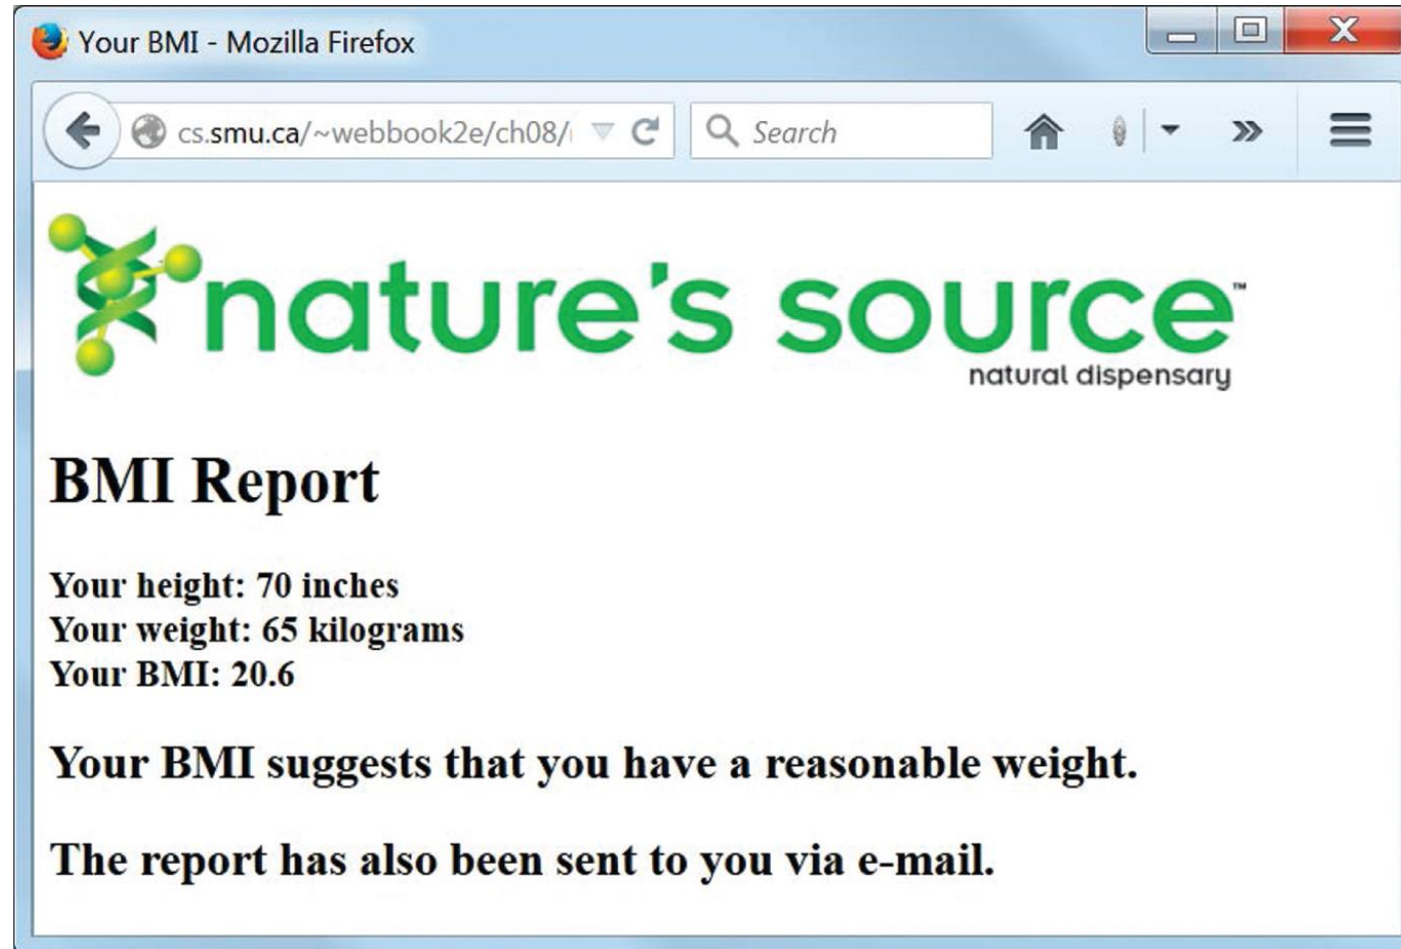 Your BMI - Mozilla Firefox
cs.smu.ca/~webbook2e/ch08/
Search
nature's source™
natural dispensary
BMI Report
Your height: 70 inches
Your weight: 65 kilograms
Your BMI: 20.6
Your BMI suggests that you have a reasonable weight.
The report has also been sent to you via e-mail.